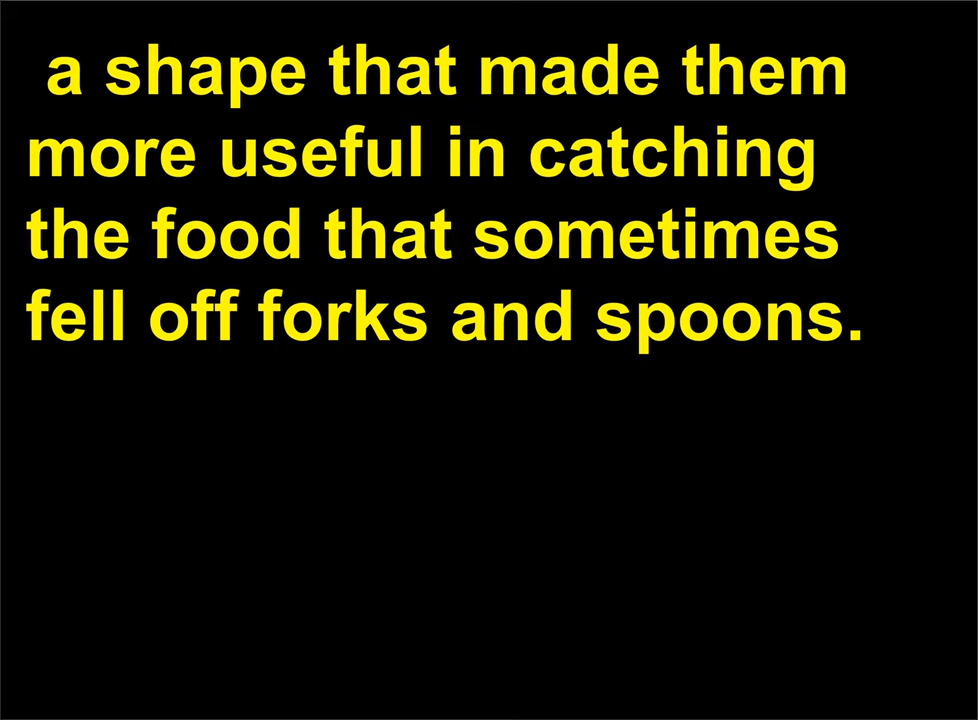 a shape that made them
more useful in catching
the food that sometimes
fell off forks and spoons.